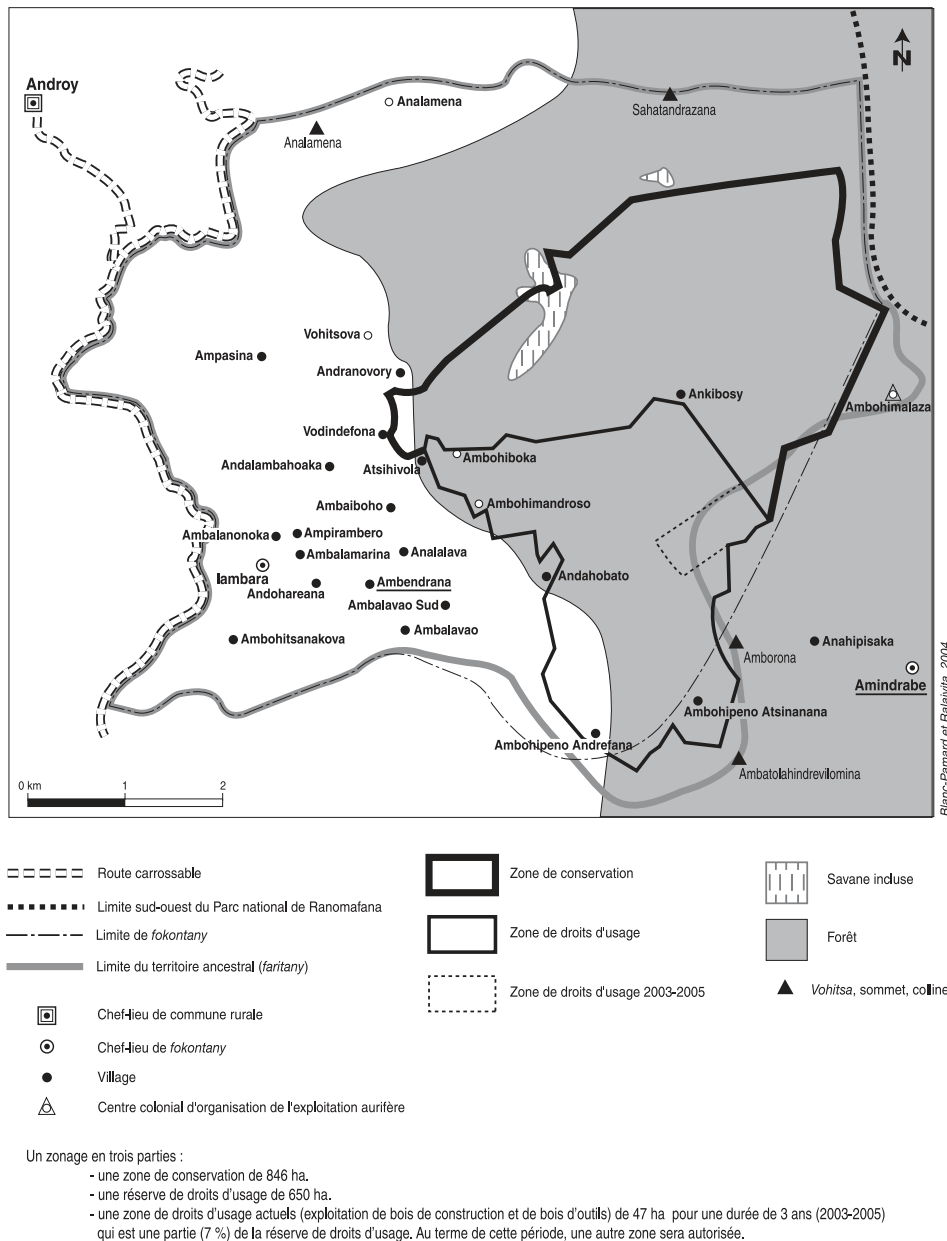 N
Androy
Analamena
Analamena
Sahatandrazana
Vohitsova
Ampasina
Andranovory
Ankibosy
Ambohimalaza
Vodindefona
Ambohiboka
Andalambahoaka
Atsihivola
Ambohimandroso
Ambaiboho
Ampirambero
Ambalanonoka
Ambalamarina
Analalava
Iambara
Andahobato
Andohareana
Ambendrana
Ambalavao Sud
Ambohitsanakova
Ambalavao
Amborona
Anahipisaka
Amindrabe
Ambohipeno Atsinanana
Ambohipeno Andrefana
Ambatolahindrevilomina
0 km 1 2
Blanc-Pamard et Ralaivita, 2004
Route carrossable
Limite sud-ouest du Parc national de Ranomafana
Limite de fokontany
Limite du territoire ancestral (faritany)
Chef-lieu de commune rurale
Chef-lieu de fokontany
Village
Centre colonial d'organisation de l'exploitation aurifère
Zone de conservation
Zone de droits d'usage
Zone de droits d'usage 2003-2005
Savane incluse
Forêt
Vohitsa, sommet, colline
Un zonage en trois parties :
- une zone de conservation de 846 ha.
- une réserve de droits d'usage de 650 ha.
- une zone de droits d'usage actuels (exploitation de bois de construction et de bois d'outils) de 47 ha pour une durée de 3 ans (2003-2005)
qui est une partie (7 %) de la réserve de droits d'usage. Au terme de cette période, une autre zone sera autorisée.